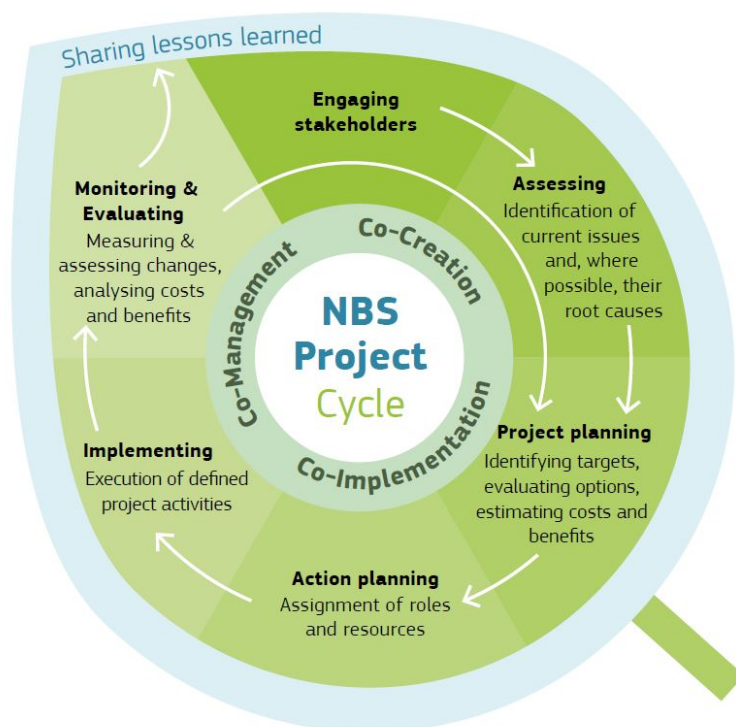 Sharing lessons learned
Engaging
stakeholders
Assessing
Identification of
current issues
and, where
possible, their
root causes
Project planning
Identifying targets,
evaluating options,
estimating costs and
benefits
Action planning
Assignment of roles
and resources
Implementing
Execution of defined
project activities
Monitoring &
Evaluating
Measuring &
assessing changes,
analysing costs
and benefits
Co-Creation
Co-Implementation
Co-Management
NBS
Project
Cycle